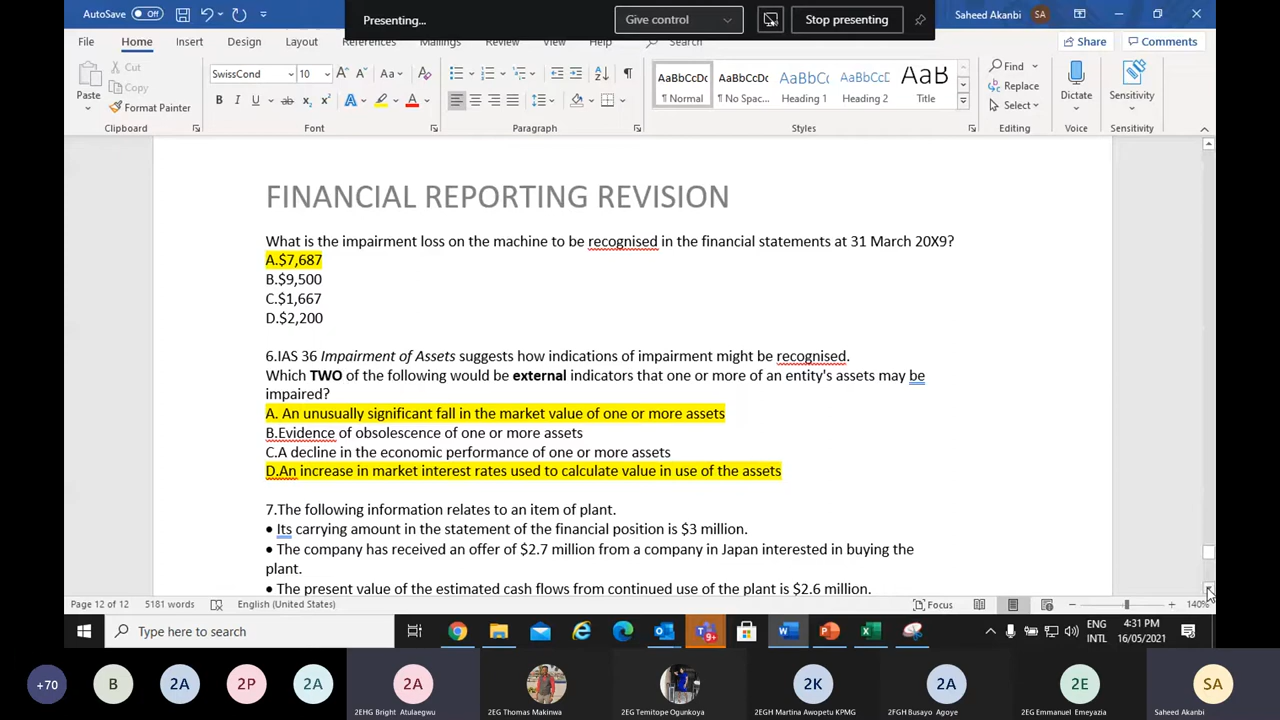 AutoSave Off
Presenting...
Give control
Stop presenting
Saheed Akanbi SA
File Home Insert Design Layout References Mailings Review View Help Search
Share Comments
Paste
Cut
Copy
Format Painter
SwissCond 10
AaBbCcDc AaBbCcDc AaBbCc AaBbCcE AaB
¶ Normal ¶ No Spac... Heading 1 Heading 2 Title
Find
Replace
Select
Dictate
Sensitivity
Clipboard Font Paragraph Styles Editing Voice Sensitivity
FINANCIAL REPORTING REVISION
What is the impairment loss on the machine to be recognised in the financial statements at 31 March 20X9?
A.$7,687
B.$9,500
C.$1,667
D.$2,200
6.IAS 36 Impairment of Assets suggests how indications of impairment might be recognised.
Which TWO of the following would be external indicators that one or more of an entity's assets may be
impaired?
A. An unusually significant fall in the market value of one or more assets
B.Evidence of obsolescence of one or more assets
C.A decline in the economic performance of one or more assets
D.An increase in market interest rates used to calculate value in use of the assets
7.The following information relates to an item of plant.
• Its carrying amount in the statement of the financial position is $3 million.
• The company has received an offer of $2.7 million from a company in Japan interested in buying the
plant.
• The present value of the estimated cash flows from continued use of the plant is $2.6 million.
Page 12 of 12 5181 words English (United States) Focus 140%
Type here to search
9+
ENG
INTL
4:31 PM
16/05/2021
+70 B 2A 2P 2A 2A 2K 2A 2E SA
2EHG Bright Atulaegwu 2EG Thomas Makinwa 2EG Temitope Ogunkoya 2EGH Martina Awopetu KPMG 2FGH Busayo Agoye 2EG Emmanuel Emeyazia Saheed Akanbi